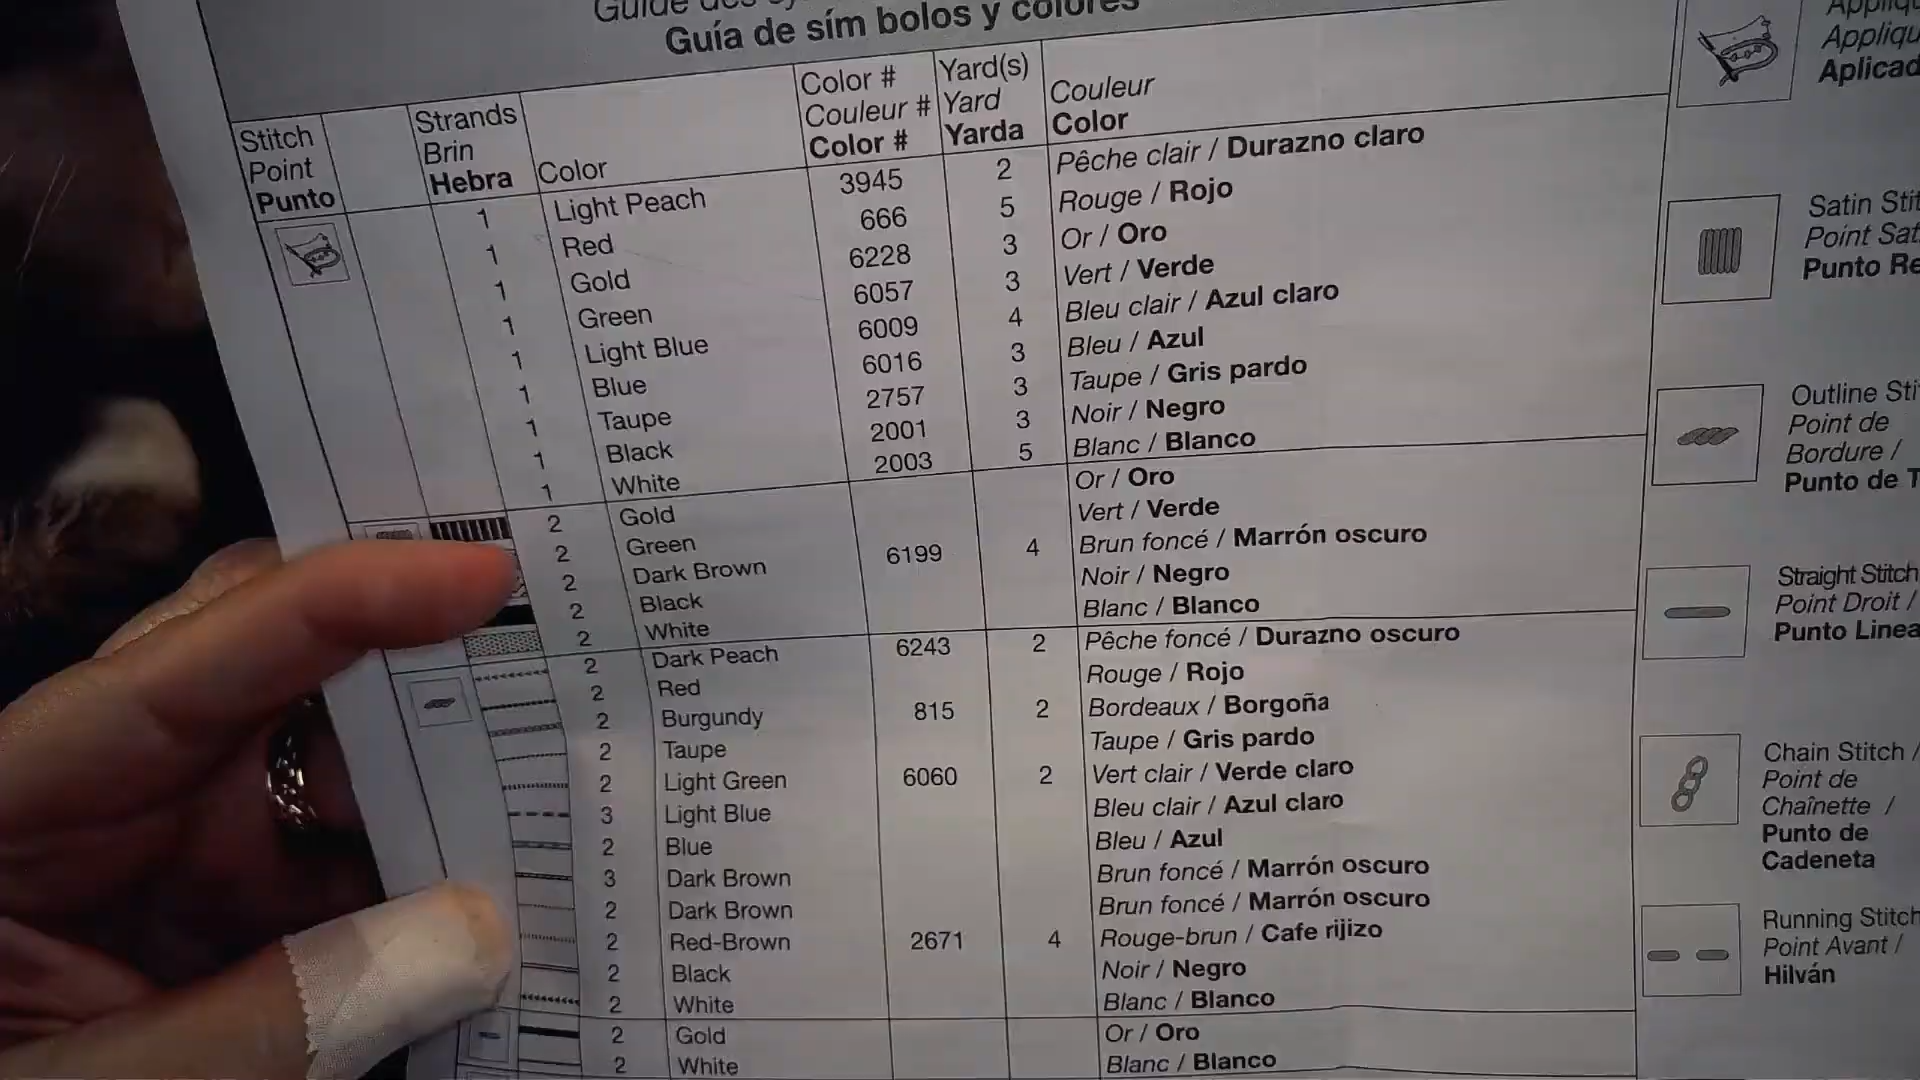 Guía de sím bolos y colores
Stitch
Point
Punto
Strands
Brin
Hebra
Color
Color #
Couleur #
Color #
Yard(s)
Yard
Yarda
Couleur
Color
1 Light Peach 3945 2 Pêche clair / Durazno claro
1 Red 666 5 Rouge / Rojo
1 Gold 6228 3 Or / Oro
1 Green 6057 3 Vert / Verde
1 Light Blue 6009 4 Bleu clair / Azul claro
1 Blue 6016 3 Bleu / Azul
1 Taupe 2757 3 Taupe / Gris pardo
1 Black 2001 3 Noir / Negro
1 White 2003 5 Blanc / Blanco
2 Gold Or / Oro
2 Green Vert / Verde
2 Dark Brown 6199 4 Brun foncé / Marrón oscuro
2 Black Noir / Negro
2 White Blanc / Blanco
2 Dark Peach 6243 2 Pêche foncé / Durazno oscuro
2 Red Rouge / Rojo
2 Burgundy 815 2 Bordeaux / Borgoña
2 Taupe Taupe / Gris pardo
2 Light Green 6060 2 Vert clair / Verde claro
3 Light Blue Bleu clair / Azul claro
2 Blue Bleu / Azul
3 Dark Brown Brun foncé / Marrón oscuro
2 Dark Brown Brun foncé / Marrón oscuro
2 Red-Brown 2671 4 Rouge-brun / Cafe rijizo
2 Black Noir / Negro
2 White Blanc / Blanco
2 Gold Or / Oro
2 White Blanc / Blanco
Satin
Point
Punto
Outline
Point de
Bordure /
Punto de
Straight Stitch
Point Droit /
Punto
Chain Stitch /
Point de
Chaînette /
Punto de
Cadeneta
Running Stitch
Point Avant /
Hilván